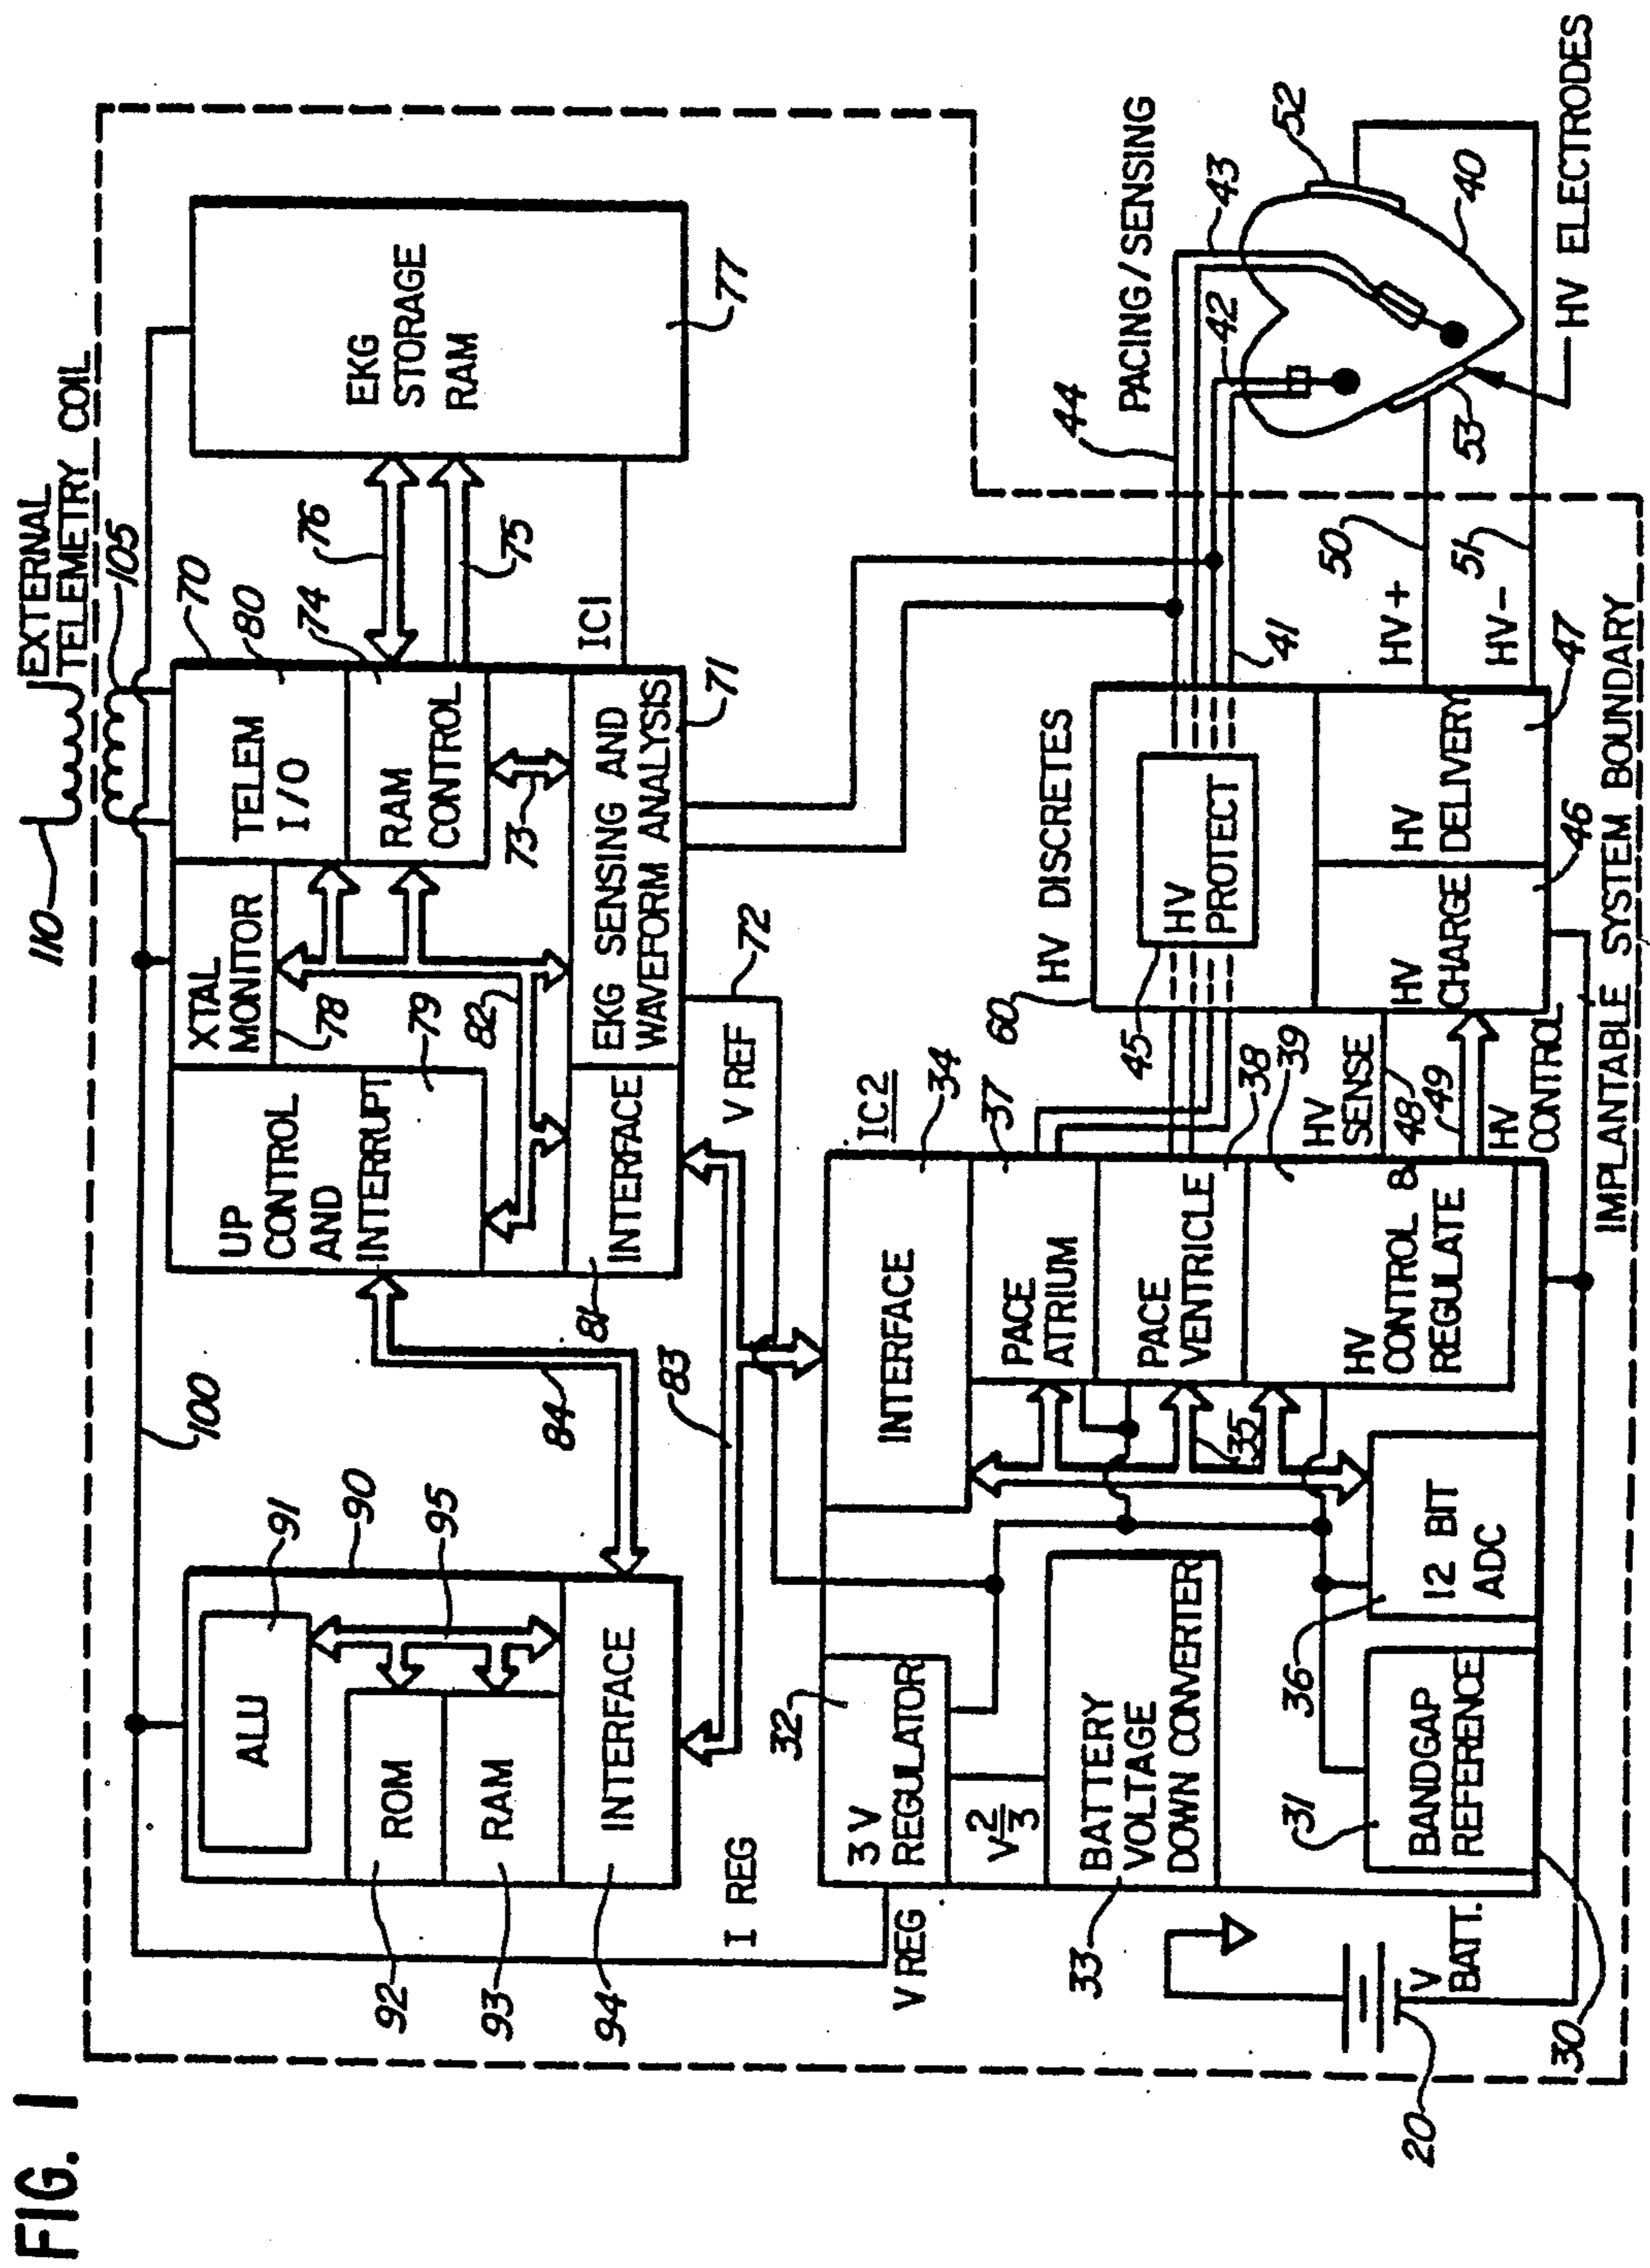 FIG. 1
EXTERNAL
TELEMETRY COIL
110
105
100
70
80
74
76
75
77
EKG
STORAGE
RAM
IC1
TELEM
I/O
RAM
CONTROL
73
XTAL
MONITOR
78
79
82
UP
CONTROL
AND
INTERRUPT
EKG SENSING AND
WAVEFORM ANALYSIS
71
INTERFACE
81
84
83
72
V REF
ALU
91
90
95
ROM
RAM
INTERFACE
92
93
94
I REG
V REG
32
3V
REGULATOR
V 2/3
BATTERY
VOLTAGE
DOWN CONVERTER
33
INTERFACE
IC2
34
37
PACE
ATRIUM
PACE
VENTRICLE
38
39
HV
CONTROL 8
REGULATE
35
12 BIT
ADC
36
BANDGAP
REFERENCE
31
30
V
BATT.
20
HV
SENSE
48
49
HV
CONTROL
60
HV DISCRETES
HV
PROTECT
45
HV
CHARGE
HV
DELIVERY
46
47
41
44
PACING/SENSING
42
43
52
40
53
HV ELECTRODES
HV+
50
HV-
51
IMPLANTABLE SYSTEM BOUNDARY